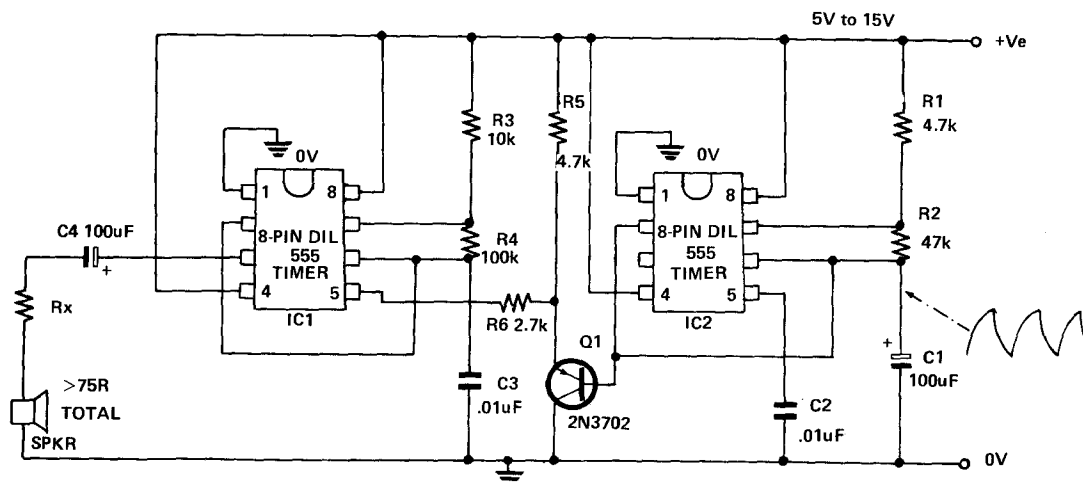 5V to 15V
+Ve
R3
10k
R5
4.7k
R1
4.7k
0V
1
8
8-PIN DIL
555
TIMER
4
5
IC1
R4
100k
C4 100uF
+
Rx
>75R
TOTAL
SPKR
R6 2.7k
C3
.01uF
Q1
2N3702
0V
1
8
8-PIN DIL
555
TIMER
4
5
IC2
R2
47k
+
C1
100uF
C2
.01uF
0V